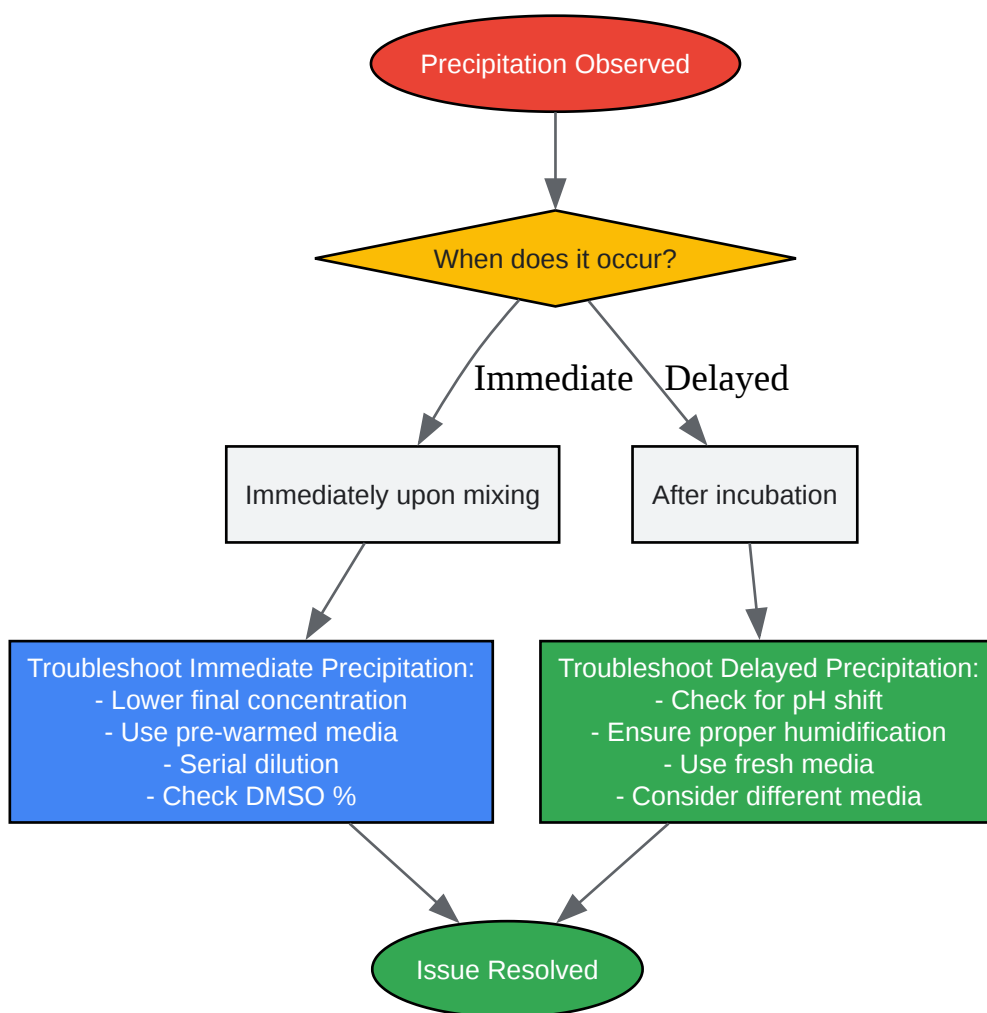 Precipitation Observed
When does it occur?
Immediate
Delayed
Immediately upon mixing
After incubation
Troubleshoot Immediate Precipitation:
- Lower final concentration
- Use pre-warmed media
- Serial dilution
- Check DMSO %
Troubleshoot Delayed Precipitation:
- Check for pH shift
- Ensure proper humidification
- Use fresh media
- Consider different media
Issue Resolved